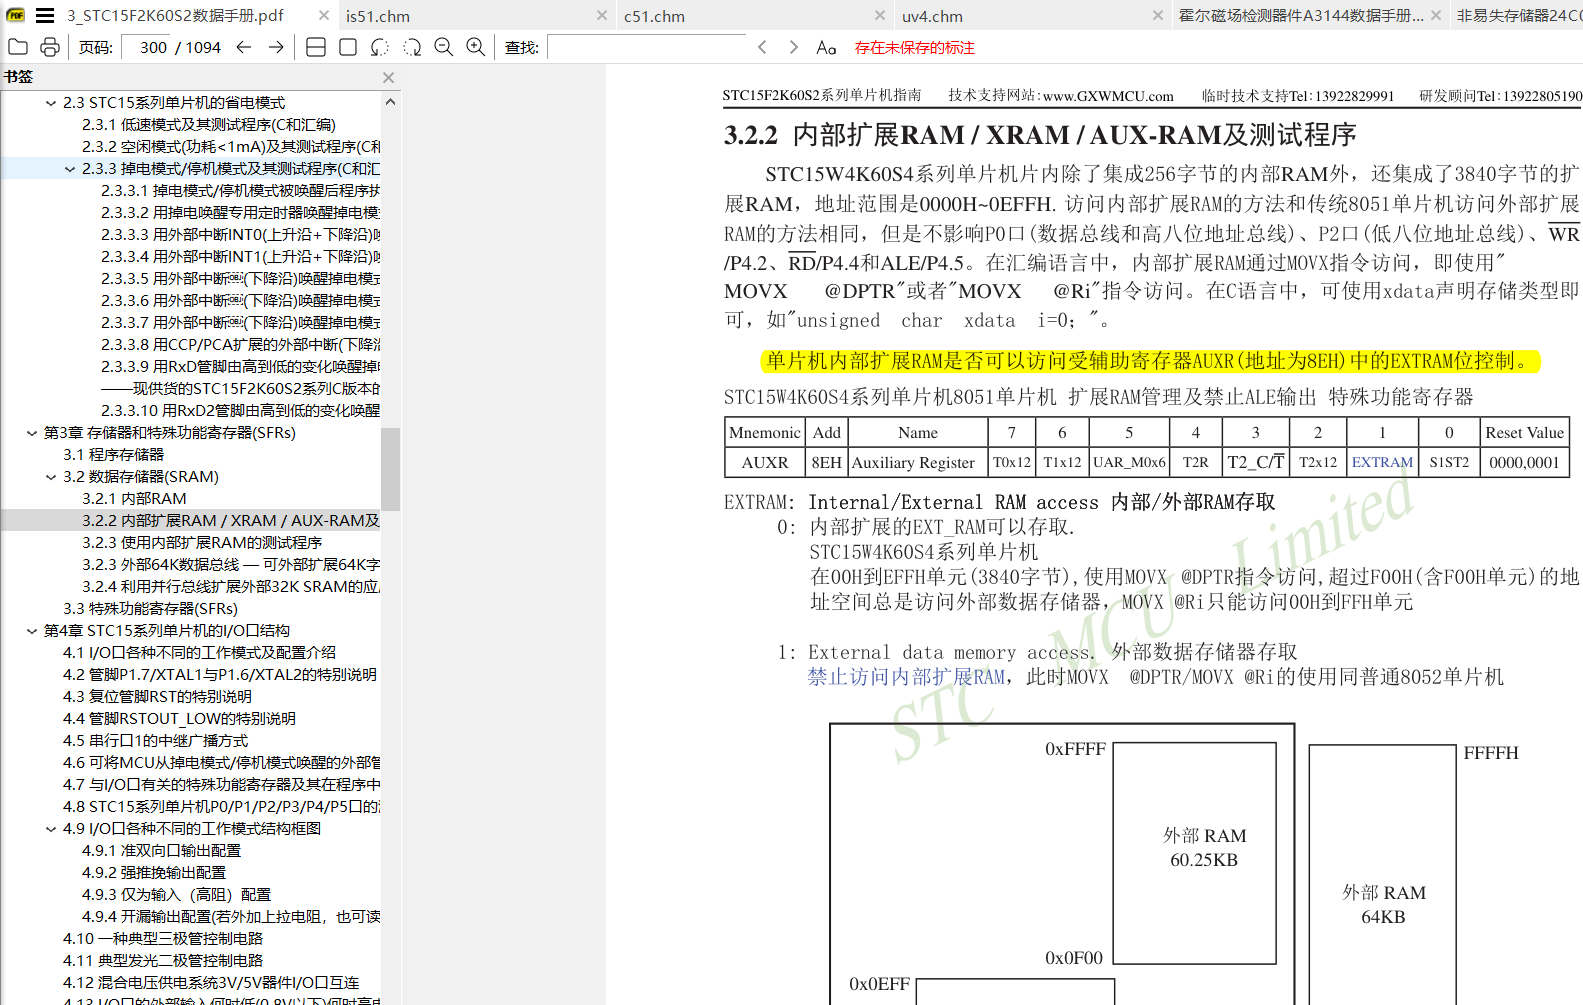 3_STC15F2K60S2数据手册.pdf
is51.chm
c51.chm
uv4.chm
霍尔磁场检测器件A3144数据手册...
非易失存储器24C0
页码: 300 / 1094
查找:
Aa
存在未保存的标注
书签
2.3 STC15系列单片机的省电模式
2.3.1 低速模式及其测试程序(C和汇编)
2.3.2 空闲模式(功耗<1mA)及其测试程序(C和
2.3.3 掉电模式/停机模式及其测试程序(C和汇
2.3.3.1 掉电模式/停机模式被唤醒后程序执
2.3.3.2 用掉电唤醒专用定时器唤醒掉电模
2.3.3.3 用外部中断INT0(上升沿+下降沿)唤
2.3.3.4 用外部中断INT1(上升沿+下降沿)唤
2.3.3.5 用外部中断￼(下降沿)唤醒掉电模式
2.3.3.6 用外部中断￼(下降沿)唤醒掉电模式
2.3.3.7 用外部中断￼(下降沿)唤醒掉电模式
2.3.3.8 用CCP/PCA扩展的外部中断(下降沿
2.3.3.9 用RxD管脚由高到低的变化唤醒掉
——现供货的STC15F2K60S2系列C版本的
2.3.3.10 用RxD2管脚由高到低的变化唤醒
第3章 存储器和特殊功能寄存器(SFRs)
3.1 程序存储器
3.2 数据存储器(SRAM)
3.2.1 内部RAM
3.2.2 内部扩展RAM / XRAM / AUX-RAM及
3.2.3 使用内部扩展RAM的测试程序
3.2.3 外部64K数据总线 — 可外部扩展64K字
3.2.4 利用并行总线扩展外部32K SRAM的应
3.3 特殊功能寄存器(SFRs)
第4章 STC15系列单片机的I/O口结构
4.1 I/O口各种不同的工作模式及配置介绍
4.2 管脚P1.7/XTAL1与P1.6/XTAL2的特别说明
4.3 复位管脚RST的特别说明
4.4 管脚RSTOUT_LOW的特别说明
4.5 串行口1的中继广播方式
4.6 可将MCU从掉电模式/停机模式唤醒的外部管
4.7 与I/O口有关的特殊功能寄存器及其在程序中
4.8 STC15系列单片机P0/P1/P2/P3/P4/P5口的
4.9 I/O口各种不同的工作模式结构框图
4.9.1 准双向口输出配置
4.9.2 强推挽输出配置
4.9.3 仅为输入（高阻）配置
4.9.4 开漏输出配置(若外加上拉电阻，也可读
4.10 一种典型三极管控制电路
4.11 典型发光二极管控制电路
4.12 混合电压供电系统3V/5V器件I/O口互连
4.13 I/O口的外部输入何时低(0.8V以下)何时高
STC15F2K60S2系列单片机指南 技术支持网站:www.GXWMCU.com 临时技术支持Tel:13922829991 研发顾问Tel:13922805190
3.2.2 内部扩展RAM / XRAM / AUX-RAM及测试程序
STC15W4K60S4系列单片机片内除了集成256字节的内部RAM外，还集成了3840字节的扩
展RAM，地址范围是0000H~0EFFH. 访问内部扩展RAM的方法和传统8051单片机访问外部扩展
RAM的方法相同，但是不影响P0口(数据总线和高八位地址总线)、P2口(低八位地址总线)、WR
/P4.2、RD/P4.4和ALE/P4.5。在汇编语言中，内部扩展RAM通过MOVX指令访问，即使用"
MOVX @DPTR"或者"MOVX @Ri"指令访问。在C语言中，可使用xdata声明存储类型即
可，如"unsigned char xdata i=0; "。
单片机内部扩展RAM是否可以访问受辅助寄存器AUXR(地址为8EH)中的EXTRAM位控制。
STC15W4K60S4系列单片机8051单片机 扩展RAM管理及禁止ALE输出 特殊功能寄存器
Mnemonic Add Name 7 6 5 4 3 2 1 0 Reset Value
AUXR 8EH Auxiliary Register T0x12 T1x12 UAR_M0x6 T2R T2_C/T̅ T2x12 EXTRAM S1ST2 0000,0001
EXTRAM: Internal/External RAM access 内部/外部RAM存取
0: 内部扩展的EXT_RAM可以存取.
STC15W4K60S4系列单片机
在00H到EFFH单元(3840字节),使用MOVX @DPTR指令访问,超过F00H(含F00H单元)的地
址空间总是访问外部数据存储器，MOVX @Ri只能访问00H到FFH单元
1: External data memory access. 外部数据存储器存取
禁止访问内部扩展RAM，此时MOVX @DPTR/MOVX @Ri的使用同普通8052单片机
STC MCU Limited
0xFFFF
FFFFH
外部 RAM
60.25KB
外部 RAM
64KB
0x0F00
0x0EFF